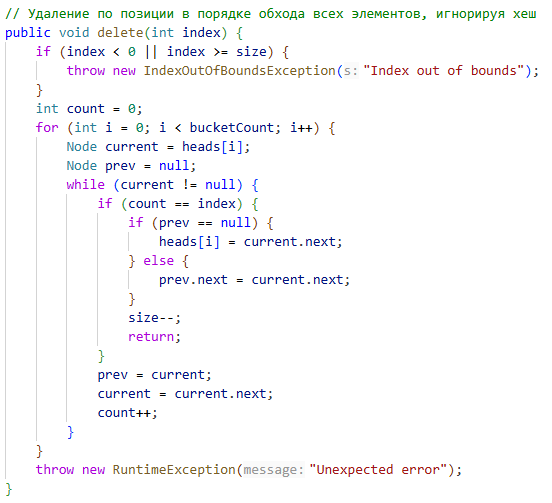 // Удаление по позиции в порядке обхода всех элементов, игнорируя хеш
public void delete(int index) {
    if (index < 0 || index >= size) {
        throw new IndexOutOfBoundsException(s: "Index out of bounds");
    }
    int count = 0;
    for (int i = 0; i < bucketCount; i++) {
        Node current = heads[i];
        Node prev = null;
        while (current != null) {
            if (count == index) {
                if (prev == null) {
                    heads[i] = current.next;
                } else {
                    prev.next = current.next;
                }
                size--;
                return;
            }
            prev = current;
            current = current.next;
            count++;
        }
    }
    throw new RuntimeException(message: "Unexpected error");
}